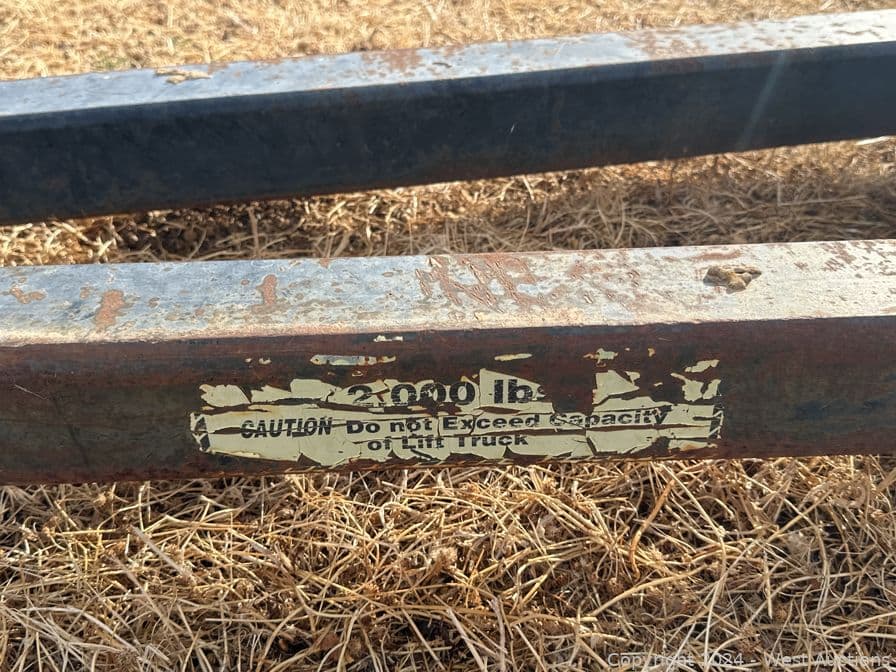 2,000 lb
CAUTION Do not Exceed Capacity
of Lift Truck
Copyright 2024 - West Auctions